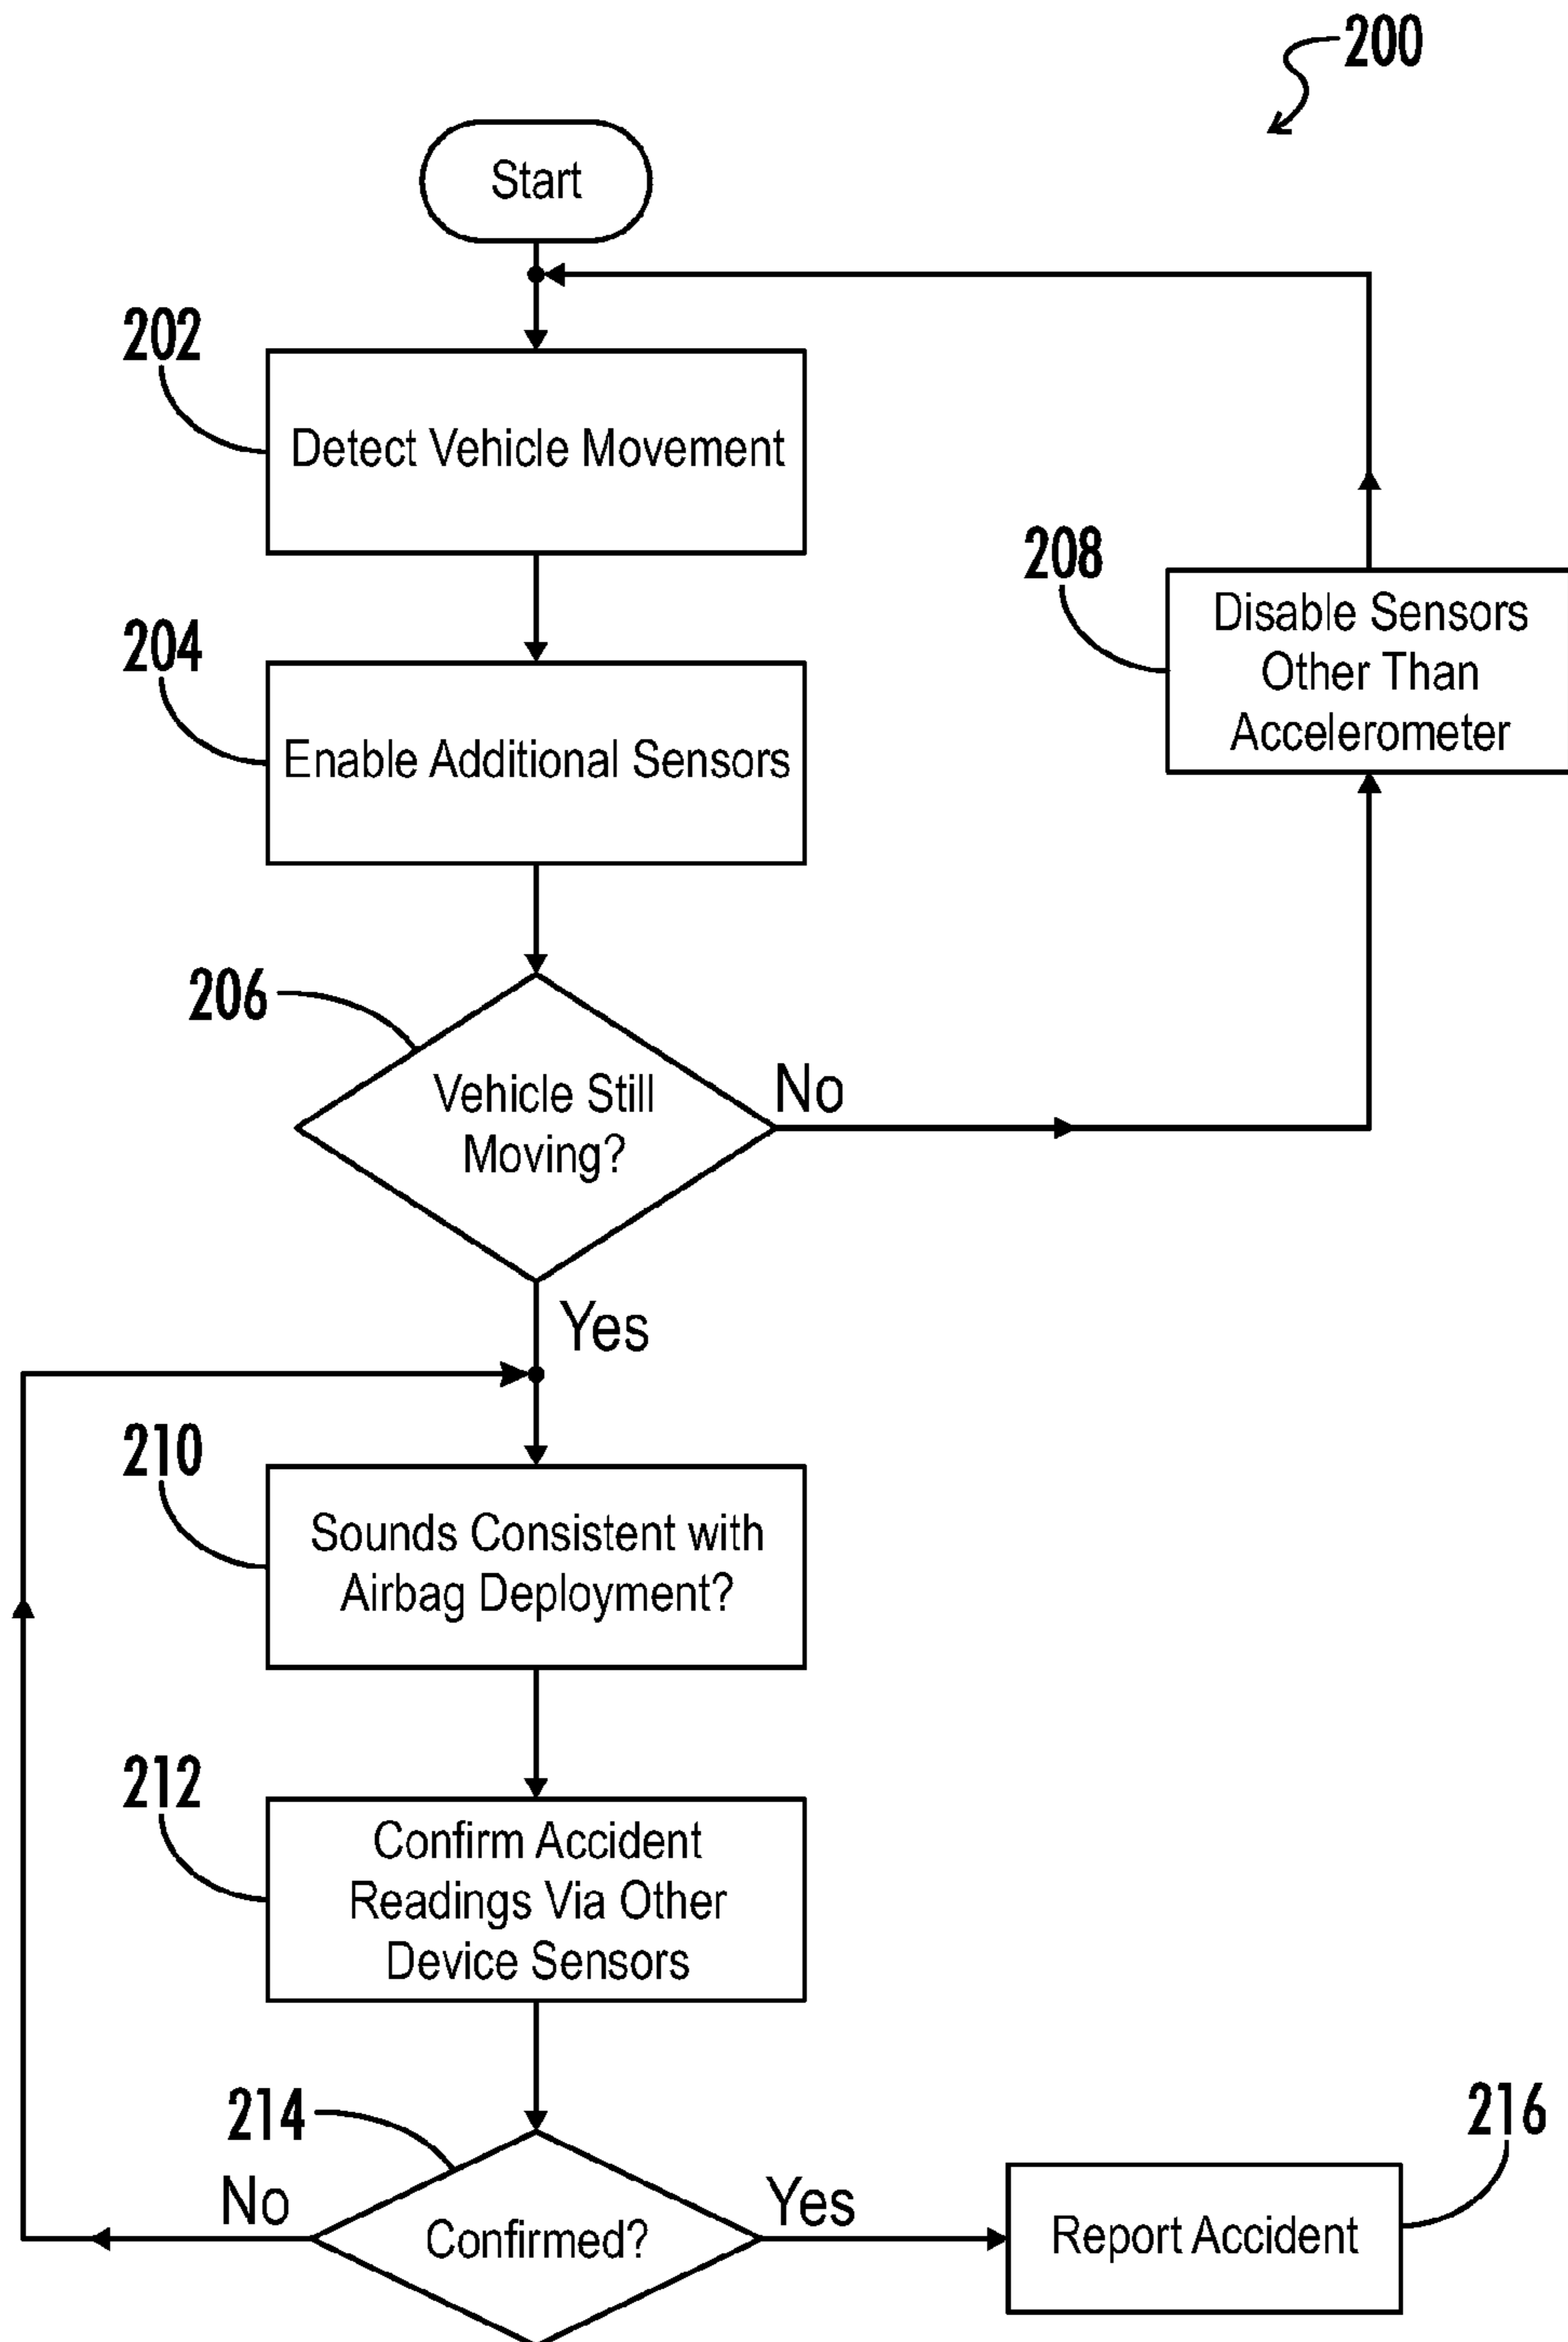 200
Start
202
Detect Vehicle Movement
208
Disable Sensors
Other Than
Accelerometer
204
Enable Additional Sensors
206
Vehicle Still
Moving?
No
Yes
210
Sounds Consistent with
Airbag Deployment?
212
Confirm Accident
Readings Via Other
Device Sensors
214
No
Confirmed?
Yes
216
Report Accident